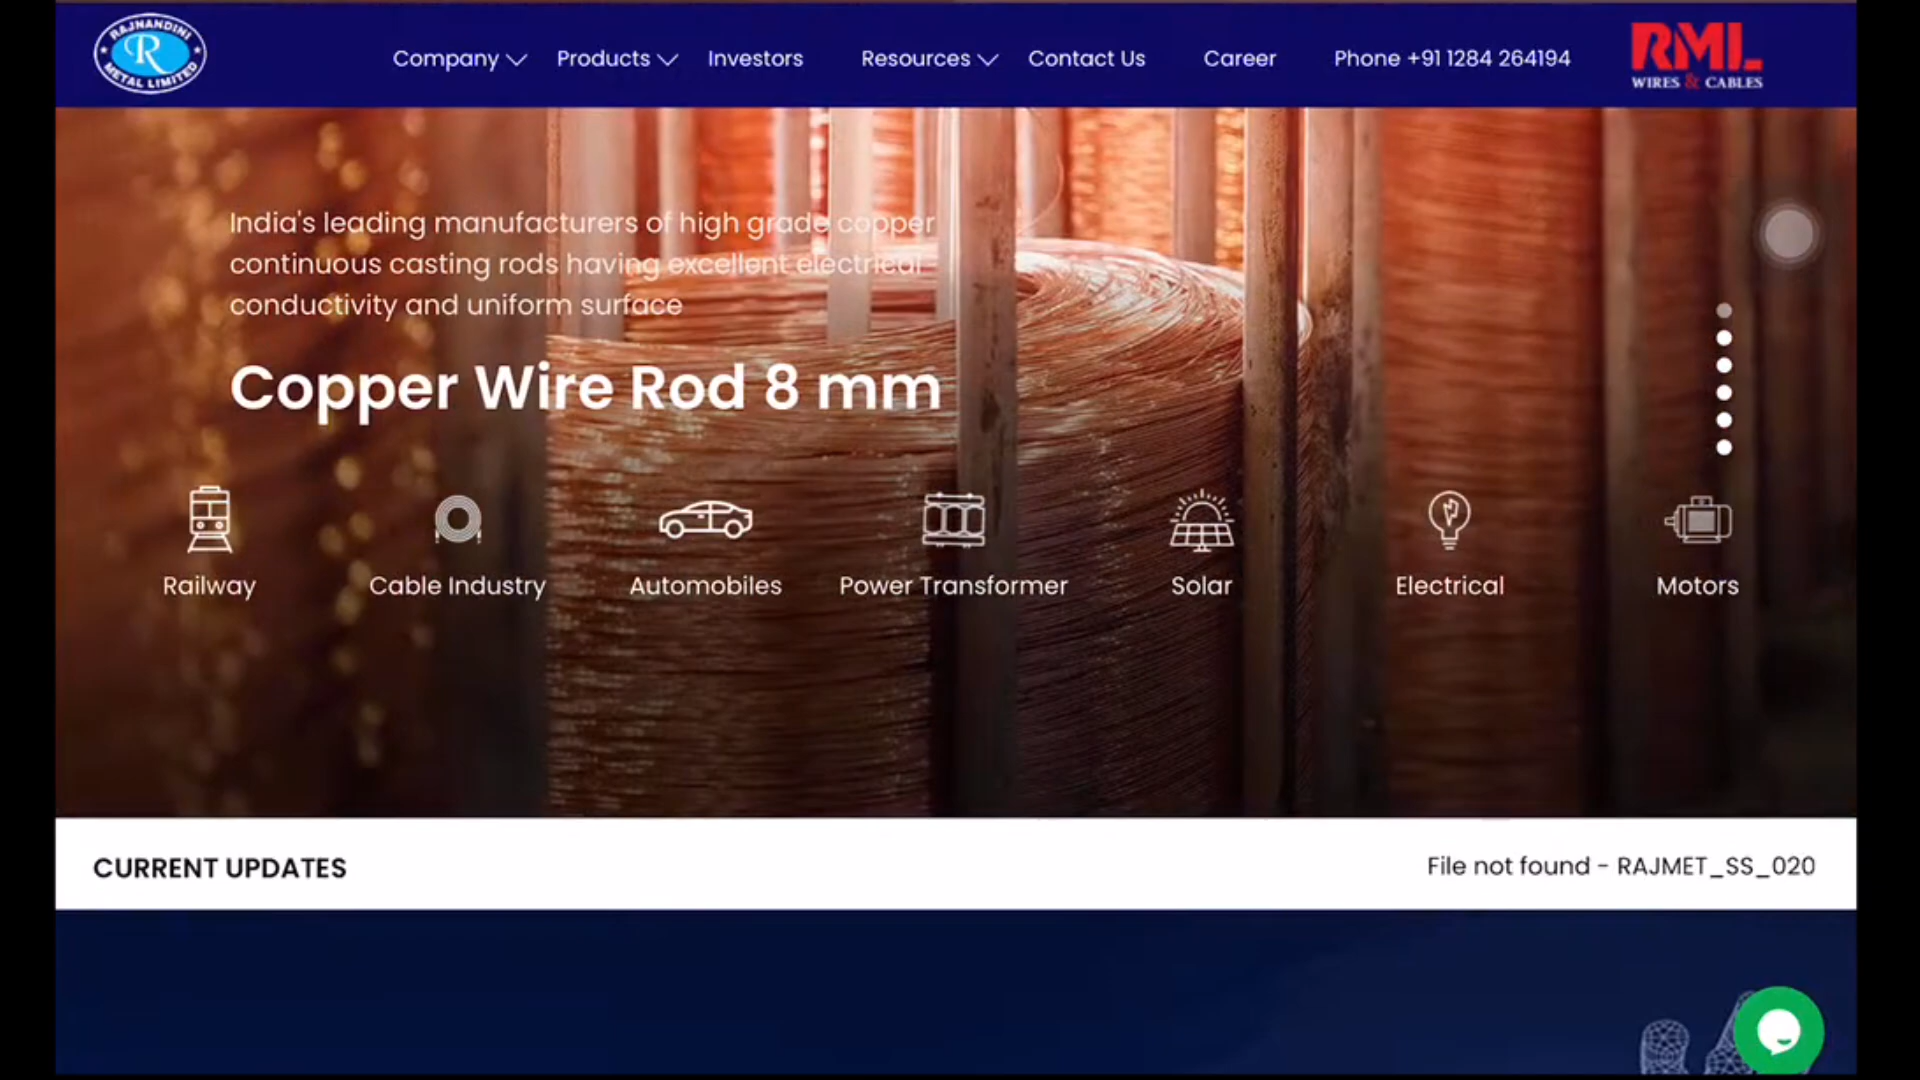 RAJNANDINI
R
METAL LIMITED
Company
Products
Investors
Resources
Contact Us
Career
Phone +91 1284 264194
RML
WIRES & CABLES
India's leading manufacturers of high grade copper
continuous casting rods having excellent electrical
conductivity and uniform surface
Copper Wire Rod 8 mm
Railway
Cable Industry
Automobiles
Power Transformer
Solar
Electrical
Motors
CURRENT UPDATES
File not found - RAJMET_SS_020